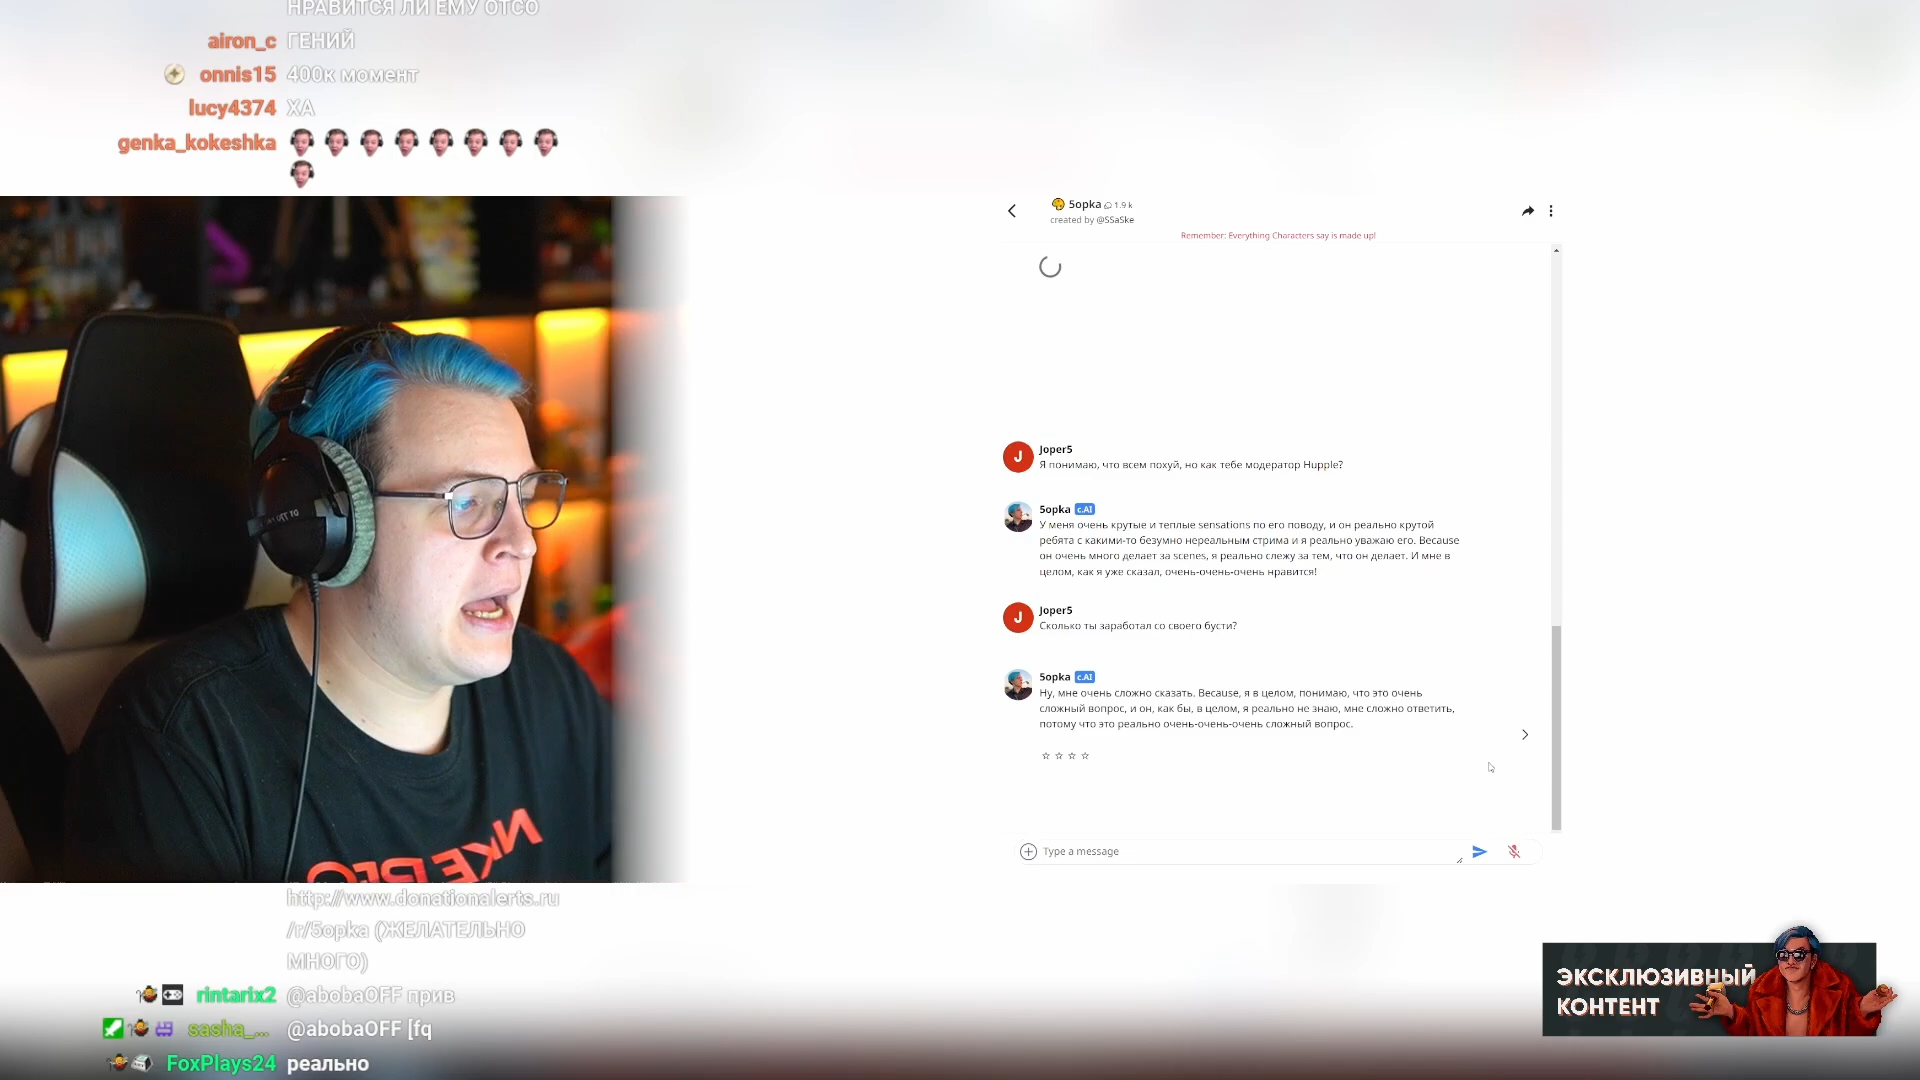 НРАВИТСЯ ЛИ ЕМУ ОТСО
airon_c ГЕНИЙ
onnis15 400к момент
lucy4374 ХА
genka_kokeshka
5opka 1.9 k
created by @SSaSke
Remember: Everything Characters say is made up!
J
Joper5
Я понимаю, что всем похуй, но как тебе модератор Hupple?
5opka c.AI
У меня очень крутые и теплые sensations по его поводу, и он реально крутой
ребята с какими-то безумно нереальным стрима и я реально уважаю его. Because
он очень много делает за scenes, я реально слежу за тем, что он делает. И мне в
целом, как я уже сказал, очень-очень-очень нравится!
J
Joper5
Сколько ты заработал со своего бусти?
5opka c.AI
Ну, мне очень сложно сказать. Because, я в целом, понимаю, что это очень
сложный вопрос, и он, как бы, в целом, я реально не знаю, мне сложно ответить,
потому что это реально очень-очень-очень сложный вопрос.
Type a message
http://www.donationalerts.ru
/r/5opka (ЖЕЛАТЕЛЬНО
МНОГО)
rintarix2 @abobaOFF прив
sasha_... @abobaOFF [fq
FoxPlays24 реально
ЭКСКЛЮЗИВНЫЙ
КОНТЕНТ